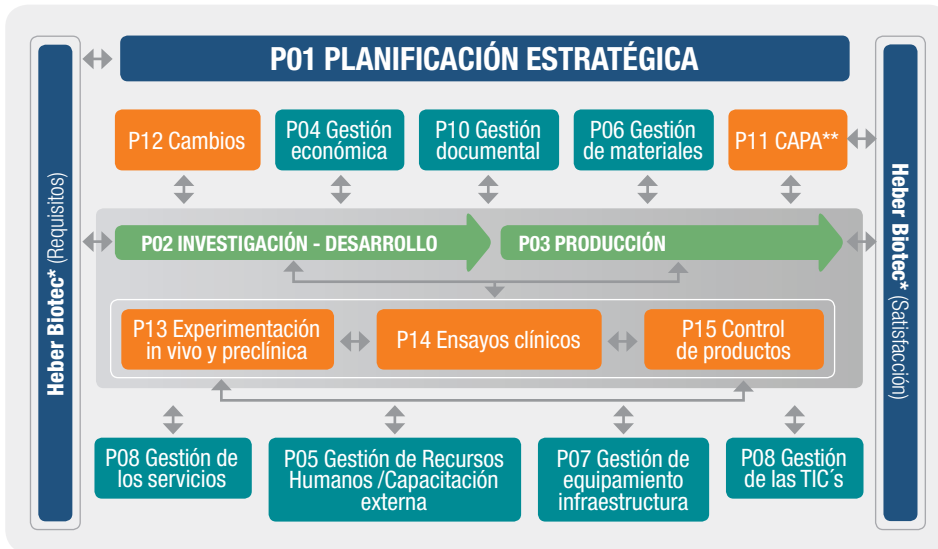 P01 PLANIFICACIÓN ESTRATÉGICA
Heber Biotec* (Requisitos)
P12 Cambios
P04 Gestión
económica
P10 Gestión
documental
P06 Gestión
de materiales
P11 CAPA**
Heber Biotec* (Satisfacción)
P02 INVESTIGACIÓN - DESARROLLO
P03 PRODUCCIÓN
P13 Experimentación
in vivo y preclínica
P14 Ensayos clínicos
P15 Control
de productos
P08 Gestión de
los servicios
P05 Gestión de Recursos
Humanos /Capacitación
externa
P07 Gestión de
equipamiento
infraestructura
P08 Gestión
de las TIC´s